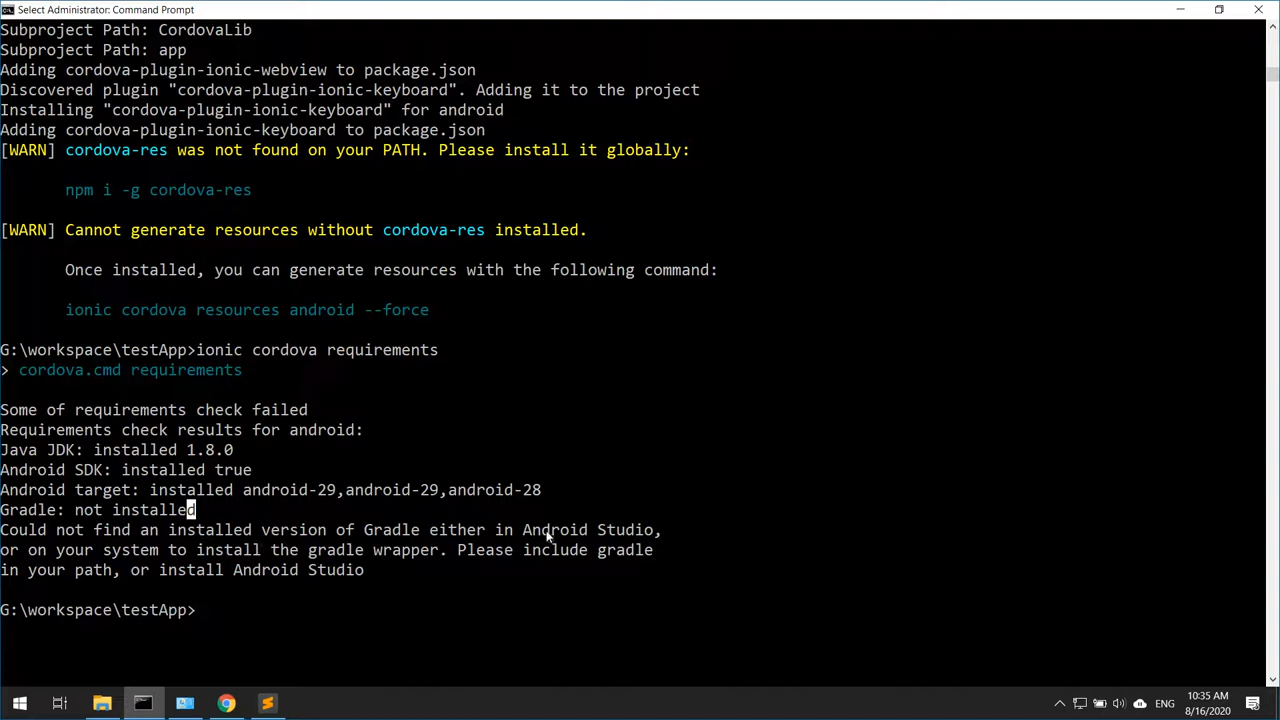 Select Administrator: Command Prompt
Subproject Path: CordovaLib
Subproject Path: app
Adding cordova-plugin-ionic-webview to package.json
Discovered plugin "cordova-plugin-ionic-keyboard". Adding it to the project
Installing "cordova-plugin-ionic-keyboard" for android
Adding cordova-plugin-ionic-keyboard to package.json
[WARN] cordova-res was not found on your PATH. Please install it globally:
npm i -g cordova-res
[WARN] Cannot generate resources without cordova-res installed.
Once installed, you can generate resources with the following command:
ionic cordova resources android --force
G:\workspace\testApp>ionic cordova requirements
> cordova.cmd requirements
Some of requirements check failed
Requirements check results for android:
Java JDK: installed 1.8.0
Android SDK: installed true
Android target: installed android-29,android-29,android-28
Gradle: not installed
Could not find an installed version of Gradle either in Android Studio,
or on your system to install the gradle wrapper. Please include gradle
in your path, or install Android Studio
G:\workspace\testApp>
ENG
10:35 AM
8/16/2020